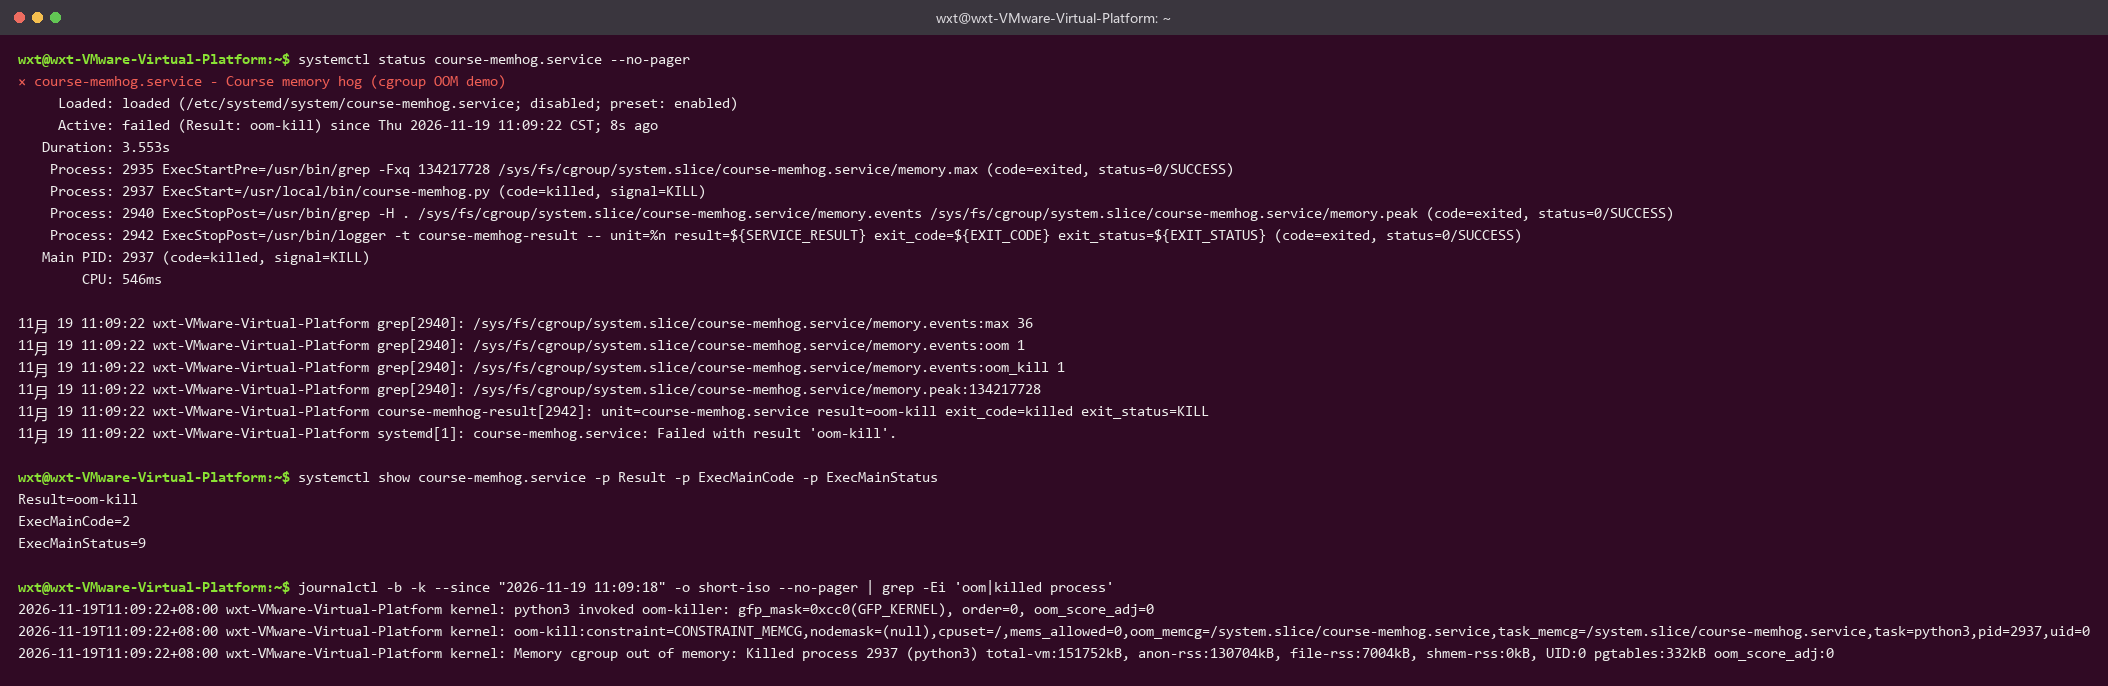 wxt@wxt-VMware-Virtual-Platform: ~
wxt@wxt-VMware-Virtual-Platform:~$ systemctl status course-memhog.service --no-pager
× course-memhog.service - Course memory hog (cgroup OOM demo)
     Loaded: loaded (/etc/systemd/system/course-memhog.service; disabled; preset: enabled)
     Active: failed (Result: oom-kill) since Thu 2026-11-19 11:09:22 CST; 8s ago
   Duration: 3.553s
    Process: 2935 ExecStartPre=/usr/bin/grep -Fxq 134217728 /sys/fs/cgroup/system.slice/course-memhog.service/memory.max (code=exited, status=0/SUCCESS)
    Process: 2937 ExecStart=/usr/local/bin/course-memhog.py (code=killed, signal=KILL)
    Process: 2940 ExecStopPost=/usr/bin/grep -H . /sys/fs/cgroup/system.slice/course-memhog.service/memory.events /sys/fs/cgroup/system.slice/course-memhog.service/memory.peak (code=exited, status=0/SUCCESS)
    Process: 2942 ExecStopPost=/usr/bin/logger -t course-memhog-result -- unit=%n result=${SERVICE_RESULT} exit_code=${EXIT_CODE} exit_status=${EXIT_STATUS} (code=exited, status=0/SUCCESS)
   Main PID: 2937 (code=killed, signal=KILL)
        CPU: 546ms
11月 19 11:09:22 wxt-VMware-Virtual-Platform grep[2940]: /sys/fs/cgroup/system.slice/course-memhog.service/memory.events:max 36
11月 19 11:09:22 wxt-VMware-Virtual-Platform grep[2940]: /sys/fs/cgroup/system.slice/course-memhog.service/memory.events:oom 1
11月 19 11:09:22 wxt-VMware-Virtual-Platform grep[2940]: /sys/fs/cgroup/system.slice/course-memhog.service/memory.events:oom_kill 1
11月 19 11:09:22 wxt-VMware-Virtual-Platform grep[2940]: /sys/fs/cgroup/system.slice/course-memhog.service/memory.peak:134217728
11月 19 11:09:22 wxt-VMware-Virtual-Platform course-memhog-result[2942]: unit=course-memhog.service result=oom-kill exit_code=killed exit_status=KILL
11月 19 11:09:22 wxt-VMware-Virtual-Platform systemd[1]: course-memhog.service: Failed with result 'oom-kill'.
wxt@wxt-VMware-Virtual-Platform:~$ systemctl show course-memhog.service -p Result -p ExecMainCode -p ExecMainStatus
Result=oom-kill
ExecMainCode=2
ExecMainStatus=9
wxt@wxt-VMware-Virtual-Platform:~$ journalctl -b -k --since "2026-11-19 11:09:18" -o short-iso --no-pager | grep -Ei 'oom|killed process'
2026-11-19T11:09:22+08:00 wxt-VMware-Virtual-Platform kernel: python3 invoked oom-killer: gfp_mask=0xcc0(GFP_KERNEL), order=0, oom_score_adj=0
2026-11-19T11:09:22+08:00 wxt-VMware-Virtual-Platform kernel: oom-kill:constraint=CONSTRAINT_MEMCG,nodemask=(null),cpuset=/,mems_allowed=0,oom_memcg=/system.slice/course-memhog.service,task_memcg=/system.slice/course-memhog.service,task=python3,pid=2937,uid=0
2026-11-19T11:09:22+08:00 wxt-VMware-Virtual-Platform kernel: Memory cgroup out of memory: Killed process 2937 (python3) total-vm:151752kB, anon-rss:130704kB, file-rss:7004kB, shmem-rss:0kB, UID:0 pgtables:332kB oom_score_adj:0